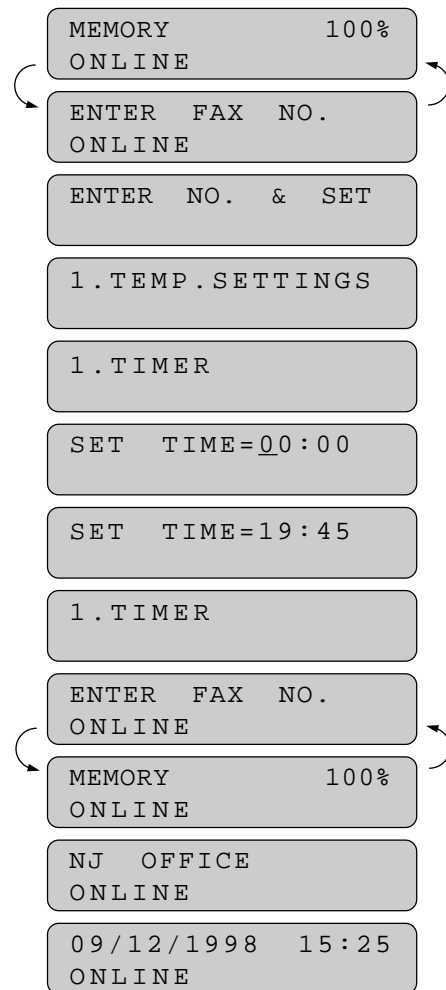 MEMORY 100%
ONLINE
ENTER FAX NO.
ONLINE
ENTER NO. & SET
1.TEMP.SETTINGS
1.TIMER
SET TIME=00:00
SET TIME=19:45
1.TIMER
ENTER FAX NO.
ONLINE
MEMORY 100%
ONLINE
NJ OFFICE
ONLINE
09/12/1998 15:25
ONLINE